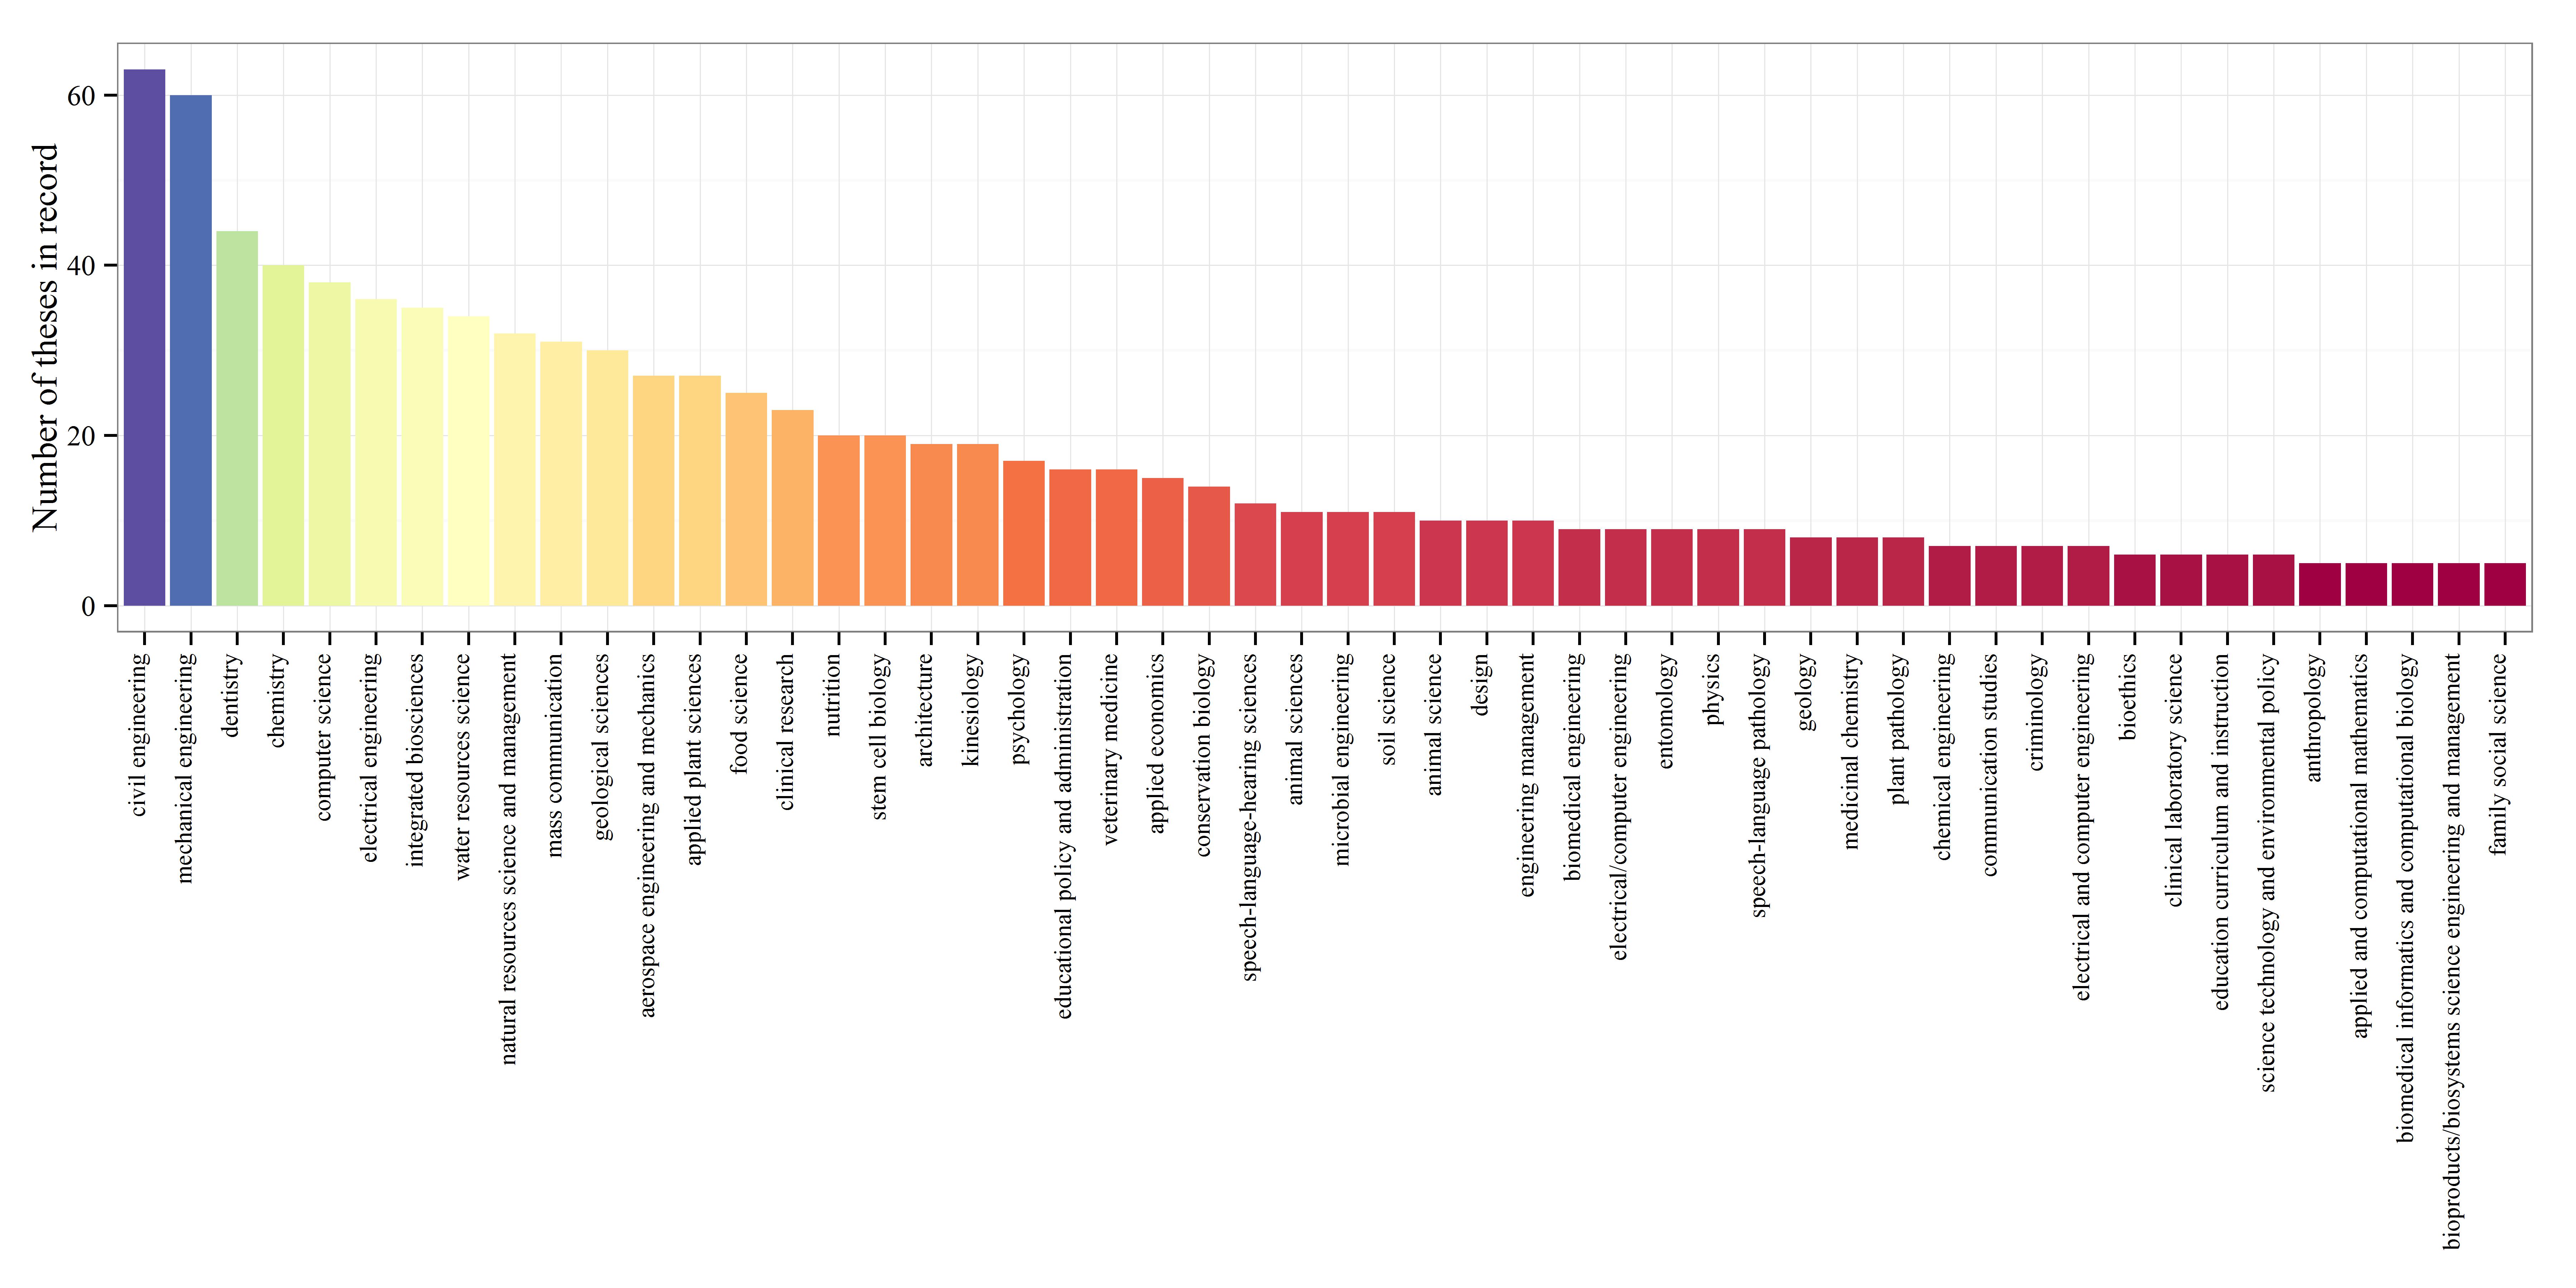 Number of theses in record
60
40
20
0
civil engineering
mechanical engineering
dentistry
chemistry
computer science
electrical engineering
integrated biosciences
water resources science
natural resources science and management
mass communication
geological sciences
aerospace engineering and mechanics
applied plant sciences
food science
clinical research
nutrition
stem cell biology
architecture
kinesiology
psychology
educational policy and administration
veterinary medicine
applied economics
conservation biology
speech-language-hearing sciences
animal sciences
microbial engineering
soil science
animal science
design
engineering management
biomedical engineering
electrical/computer engineering
entomology
physics
speech-language pathology
geology
medicinal chemistry
plant pathology
chemical engineering
communication studies
criminology
electrical and computer engineering
bioethics
clinical laboratory science
education curriculum and instruction
science technology and environmental policy
anthropology
applied and computational mathematics
biomedical informatics and computational biology
bioproducts/biosystems science engineering and management
family social science